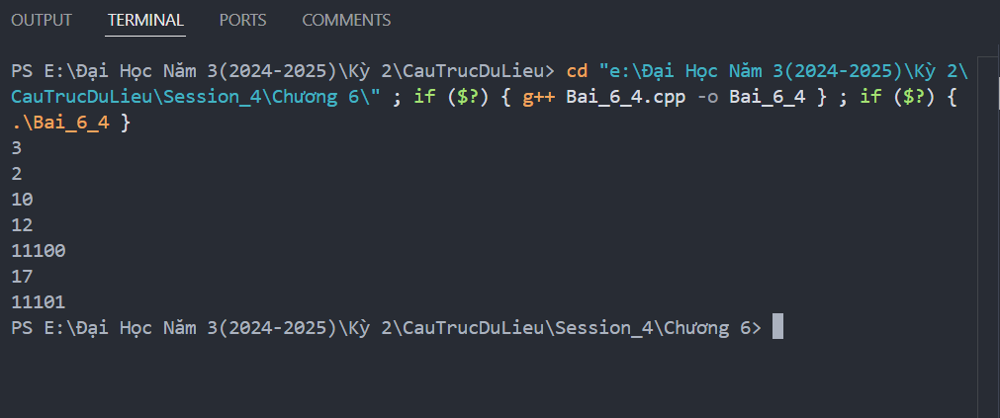 OUTPUT TERMINAL PORTS COMMENTS
PS E:\Đại Học Năm 3(2024-2025)\Kỳ 2\CauTrucDuLieu> cd "e:\Đại Học Năm 3(2024-2025)\Kỳ 2\
CauTrucDuLieu\Session_4\Chương 6\" ; if ($?) { g++ Bai_6_4.cpp -o Bai_6_4 } ; if ($?) {
.\Bai_6_4 }
3
2
10
12
11100
17
11101
PS E:\Đại Học Năm 3(2024-2025)\Kỳ 2\CauTrucDuLieu\Session_4\Chương 6>